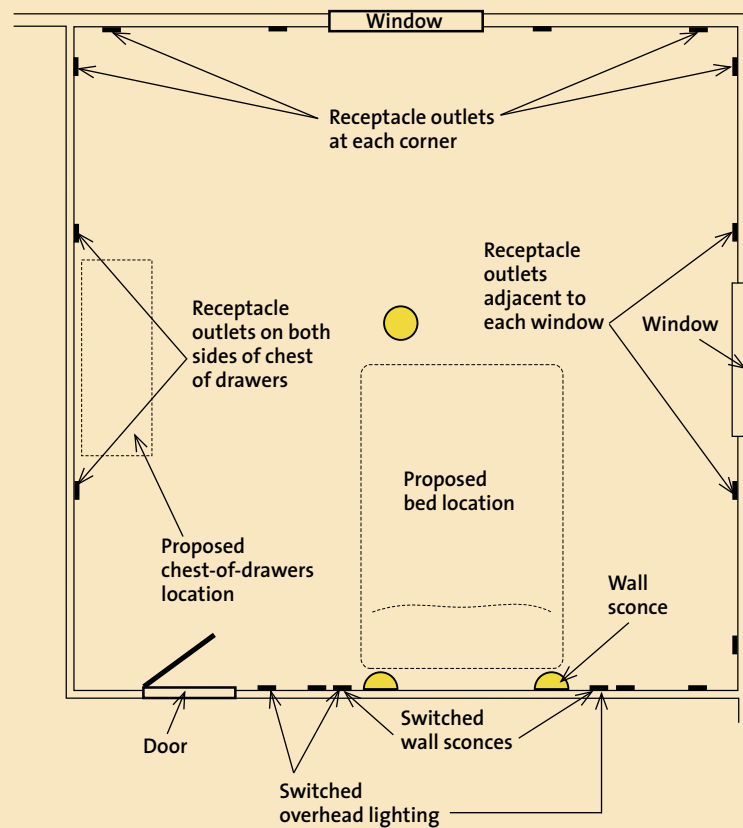 Window
Receptacle outlets
at each corner
Receptacle
outlets
adjacent to
each window
Window
Receptacle
outlets on both
sides of chest
of drawers
Proposed
bed location
Proposed
chest-of-drawers
location
Wall
sconce
Switched
wall sconces
Door
Switched
overhead lighting